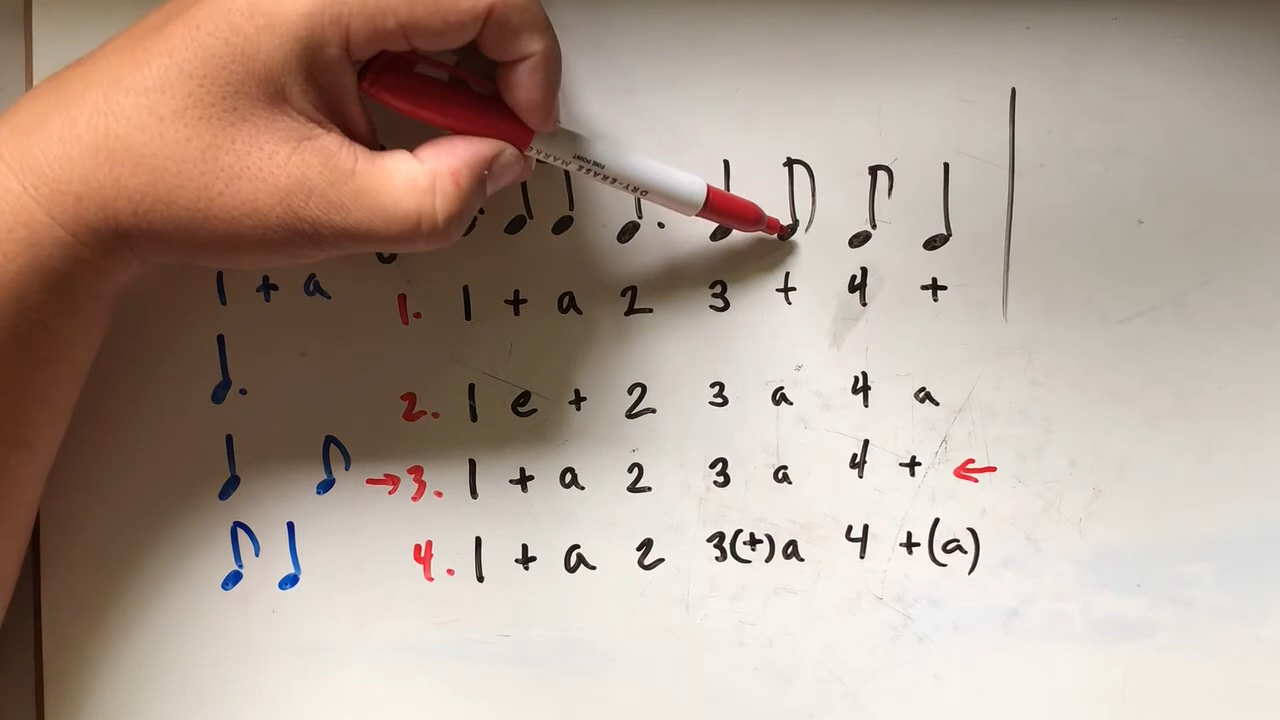 DRY-ERASE MARKER
FINE POINT
1 + a
1. 1 + a 2 3 + 4 +
2. 1 e + 2 3 a 4 a
→3. 1 + a 2 3 a 4 + ←
4. 1 + a 2 3(+)a 4 +(a)